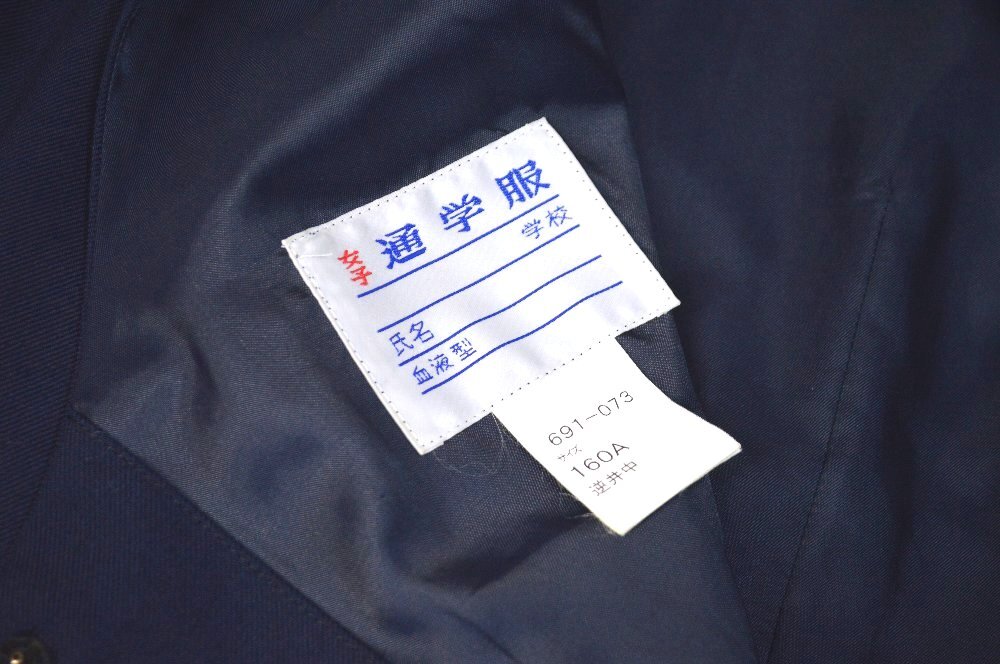 女子 通学服
学校
氏名
血液型
691-073
サイズ
160A
逆井中